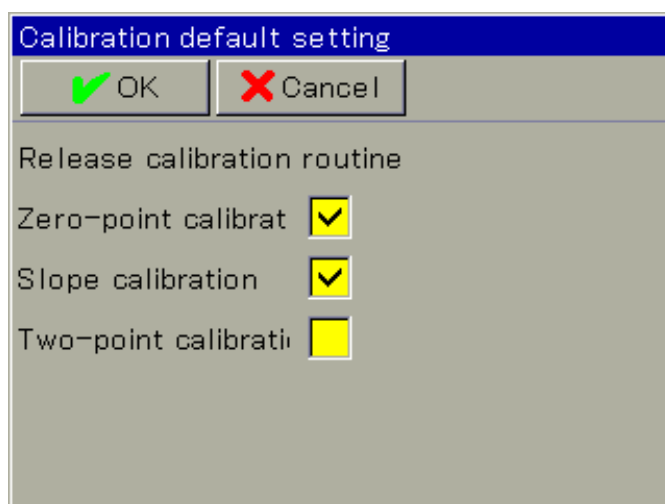 Calibration default setting
OK Cancel
Release calibration routine
Zero-point calibrat
Slope calibration
Two-point calibrati